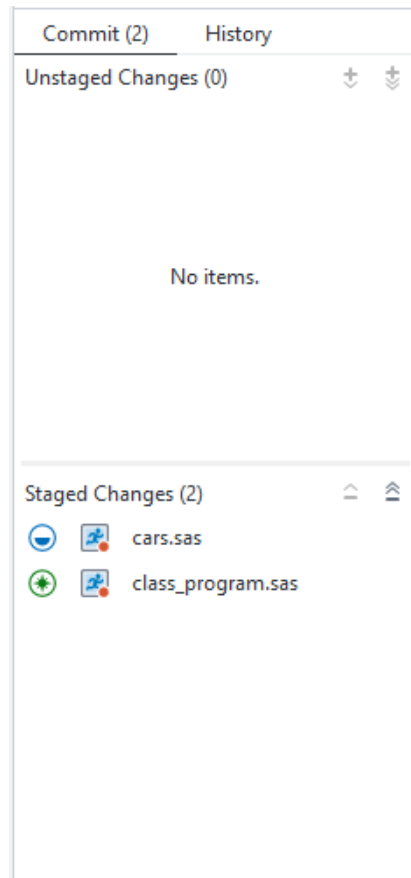 Commit (2) History
Unstaged Changes (0)
No items.
Staged Changes (2)
cars.sas
class_program.sas